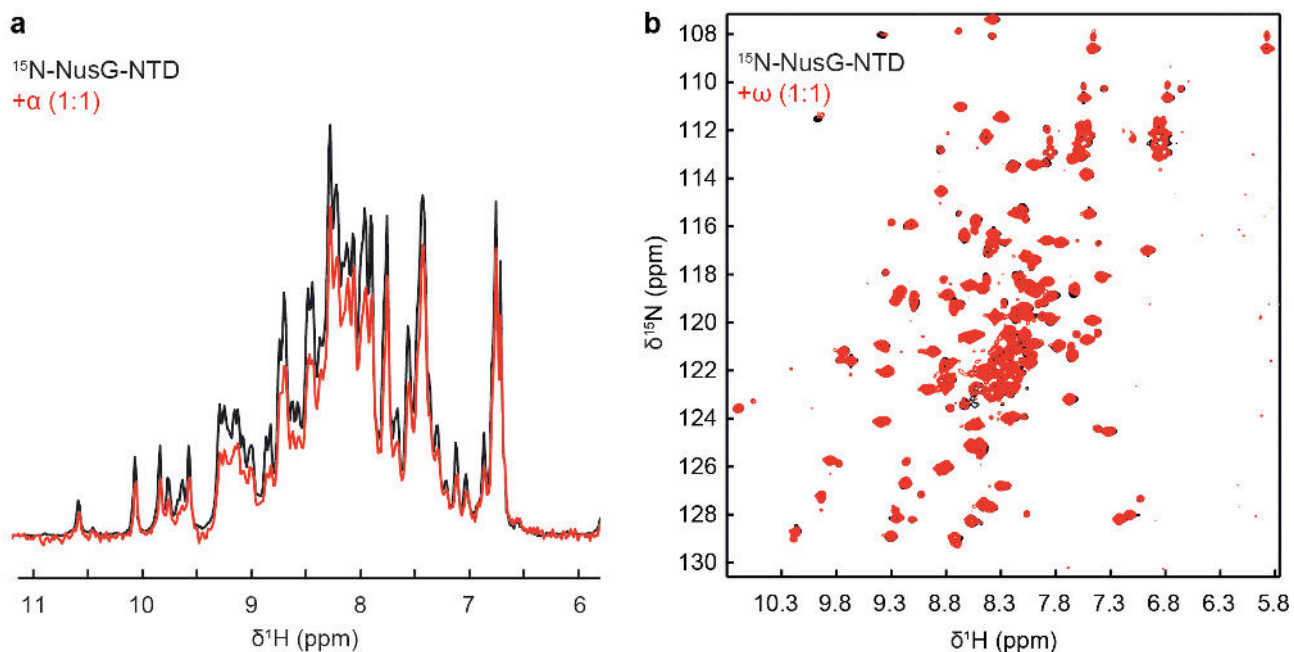 a
¹⁵N-NusG-NTD
+α (1:1)
11 10 9 8 7 6
δ¹H (ppm)
b
¹⁵N-NusG-NTD
+ω (1:1)
108
110
112
114
116
118
120
122
124
126
128
130
δ¹⁵N (ppm)
10.3 9.8 9.3 8.8 8.3 7.8 7.3 6.8 6.3 5.8
δ¹H (ppm)